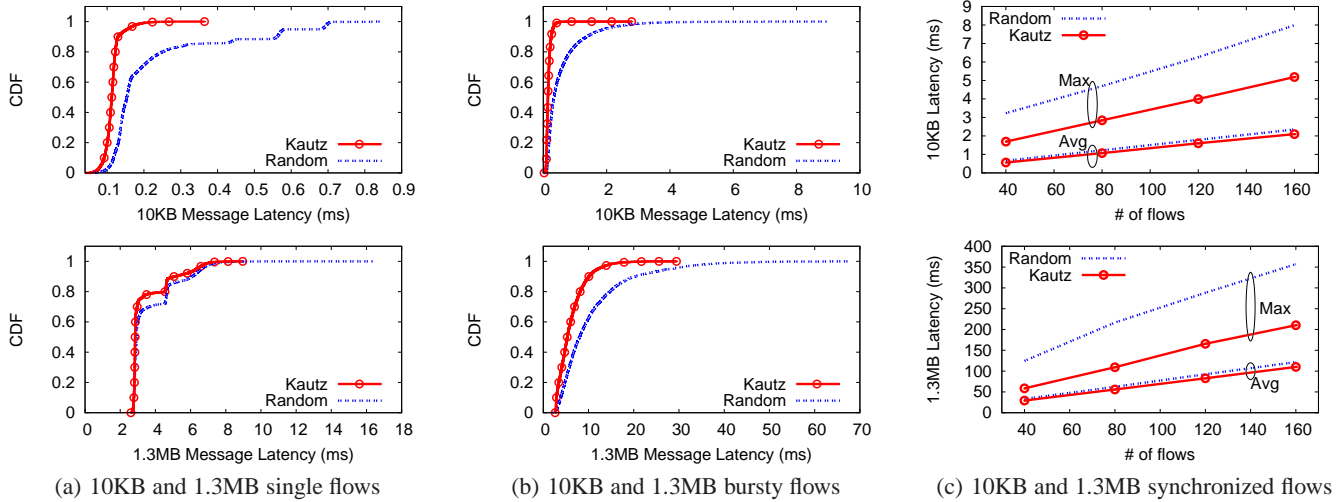 1
0.8
0.6
0.4
0.2
0
CDF
Kautz
Random
0.1 0.2 0.3 0.4 0.5 0.6 0.7 0.8 0.9
10KB Message Latency (ms)
1
0.8
0.6
0.4
0.2
0
CDF
Kautz
Random
0 2 4 6 8 10
10KB Message Latency (ms)
9
8
7
6
5
4
3
2
1
0
10KB Latency (ms)
Random
Kautz
Max
Avg
40 60 80 100 120 140 160
# of flows
1
0.8
0.6
0.4
0.2
0
CDF
Kautz
Random
0 2 4 6 8 10 12 14 16 18
1.3MB Message Latency (ms)
1
0.8
0.6
0.4
0.2
0
CDF
Kautz
Random
0 10 20 30 40 50 60 70
1.3MB Message Latency (ms)
400
350
300
250
200
150
100
50
0
1.3MB Latency (ms)
Random
Kautz
Max
Avg
40 60 80 100 120 140 160
# of flows
(a) 10KB and 1.3MB single flows
(b) 10KB and 1.3MB bursty flows
(c) 10KB and 1.3MB synchronized flows